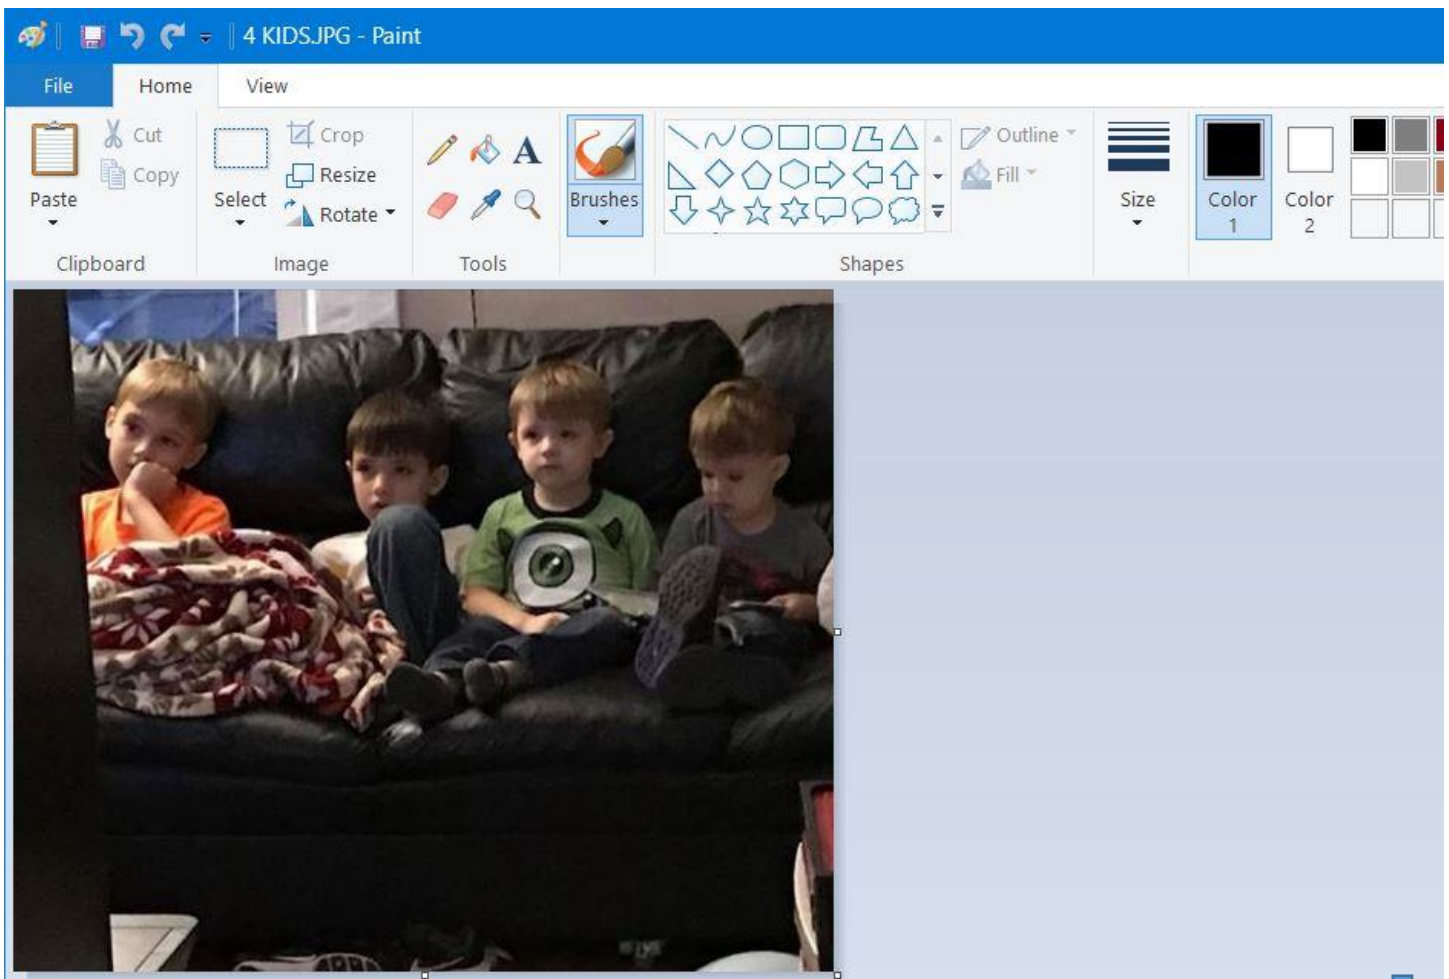 4 KIDS.JPG - Paint
File Home View
Cut
Copy
Paste
Clipboard
Select
Crop
Resize
Rotate
Image
A
Tools
Brushes
Outline
Fill
Shapes
Size
Color 1
Color 2